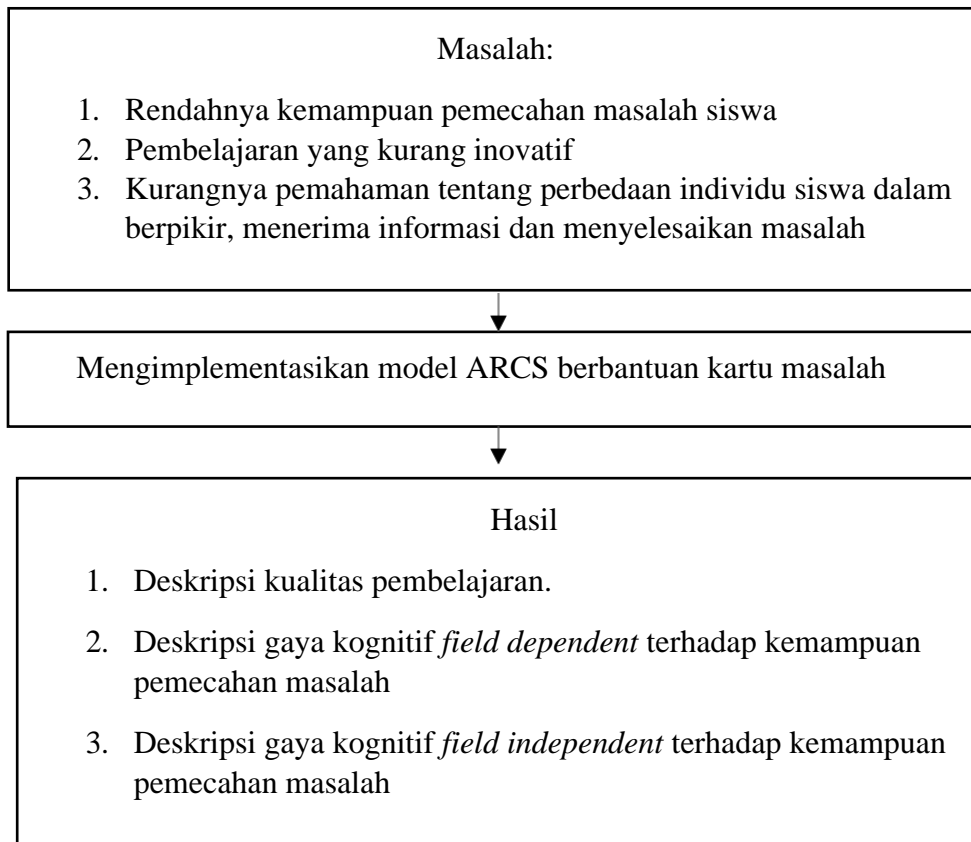 Masalah:
1. Rendahnya kemampuan pemecahan masalah siswa
2. Pembelajaran yang kurang inovatif
3. Kurangnya pemahaman tentang perbedaan individu siswa dalam
berpikir, menerima informasi dan menyelesaikan masalah
Mengimplementasikan model ARCS berbantuan kartu masalah
Hasil
1. Deskripsi kualitas pembelajaran.
2. Deskripsi gaya kognitif field dependent terhadap kemampuan
pemecahan masalah
3. Deskripsi gaya kognitif field independent terhadap kemampuan
pemecahan masalah